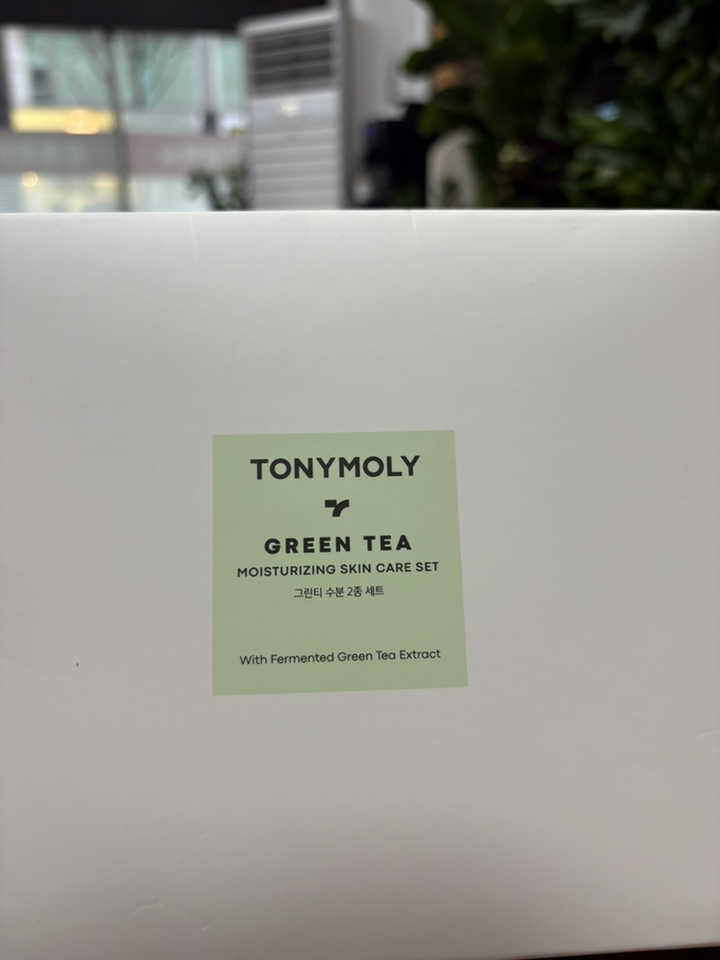 TONYMOLY
GREEN TEA
MOISTURIZING SKIN CARE SET
그린티 수분 2종 세트
With Fermented Green Tea Extract